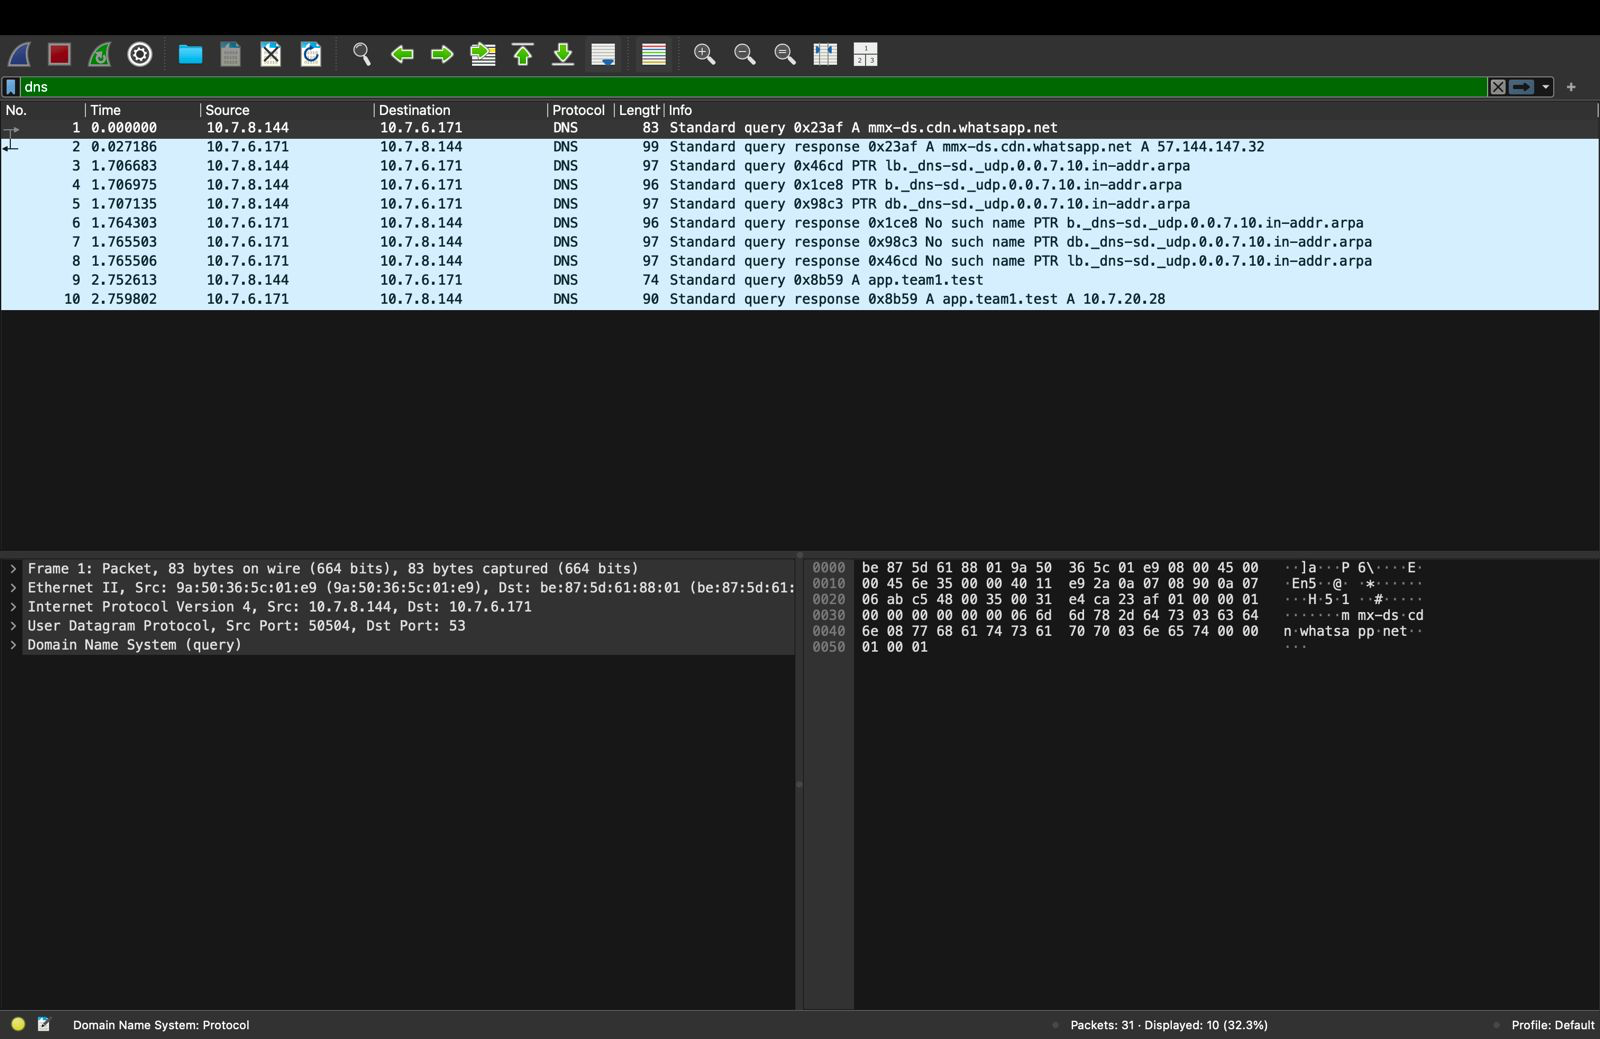 dns
No. Time Source Destination Protocol Length Info
1 0.000000 10.7.8.144 10.7.6.171 DNS 83 Standard query 0x23af A mmx-ds.cdn.whatsapp.net
2 0.027186 10.7.6.171 10.7.8.144 DNS 99 Standard query response 0x23af A mmx-ds.cdn.whatsapp.net A 57.144.147.32
3 1.706683 10.7.8.144 10.7.6.171 DNS 97 Standard query 0x46cd PTR lb._dns-sd._udp.0.0.7.10.in-addr.arpa
4 1.706975 10.7.8.144 10.7.6.171 DNS 96 Standard query 0x1ce8 PTR b._dns-sd._udp.0.0.7.10.in-addr.arpa
5 1.707135 10.7.8.144 10.7.6.171 DNS 97 Standard query 0x98c3 PTR db._dns-sd._udp.0.0.7.10.in-addr.arpa
6 1.764303 10.7.6.171 10.7.8.144 DNS 96 Standard query response 0x1ce8 No such name PTR b._dns-sd._udp.0.0.7.10.in-addr.arpa
7 1.765503 10.7.6.171 10.7.8.144 DNS 97 Standard query response 0x98c3 No such name PTR db._dns-sd._udp.0.0.7.10.in-addr.arpa
8 1.765506 10.7.6.171 10.7.8.144 DNS 97 Standard query response 0x46cd No such name PTR lb._dns-sd._udp.0.0.7.10.in-addr.arpa
9 2.752613 10.7.8.144 10.7.6.171 DNS 74 Standard query 0x8b59 A app.team1.test
10 2.759802 10.7.6.171 10.7.8.144 DNS 90 Standard query response 0x8b59 A app.team1.test A 10.7.20.28
Frame 1: Packet, 83 bytes on wire (664 bits), 83 bytes captured (664 bits)
Ethernet II, Src: 9a:50:36:5c:01:e9 (9a:50:36:5c:01:e9), Dst: be:87:5d:61:88:01 (be:87:5d:61:
Internet Protocol Version 4, Src: 10.7.8.144, Dst: 10.7.6.171
User Datagram Protocol, Src Port: 50504, Dst Port: 53
Domain Name System (query)
0000 be 87 5d 61 88 01 9a 50 36 5c 01 e9 08 00 45 00 ··]a···P 6\····E·
0010 00 45 6e 35 00 00 40 11 e9 2a 0a 07 08 90 0a 07 ·En5··@· ·*······
0020 06 ab c5 48 00 35 00 31 e4 ca 23 af 01 00 00 01 ···H·5·1 ··#·····
0030 00 00 00 00 00 00 06 6d 6d 78 2d 64 73 03 63 64 ·······m mx-ds·cd
0040 6e 08 77 68 61 74 73 61 70 70 03 6e 65 74 00 00 n·whatsa pp·net··
0050 01 00 01 ···
Domain Name System: Protocol
Packets: 31 · Displayed: 10 (32.3%)
Profile: Default